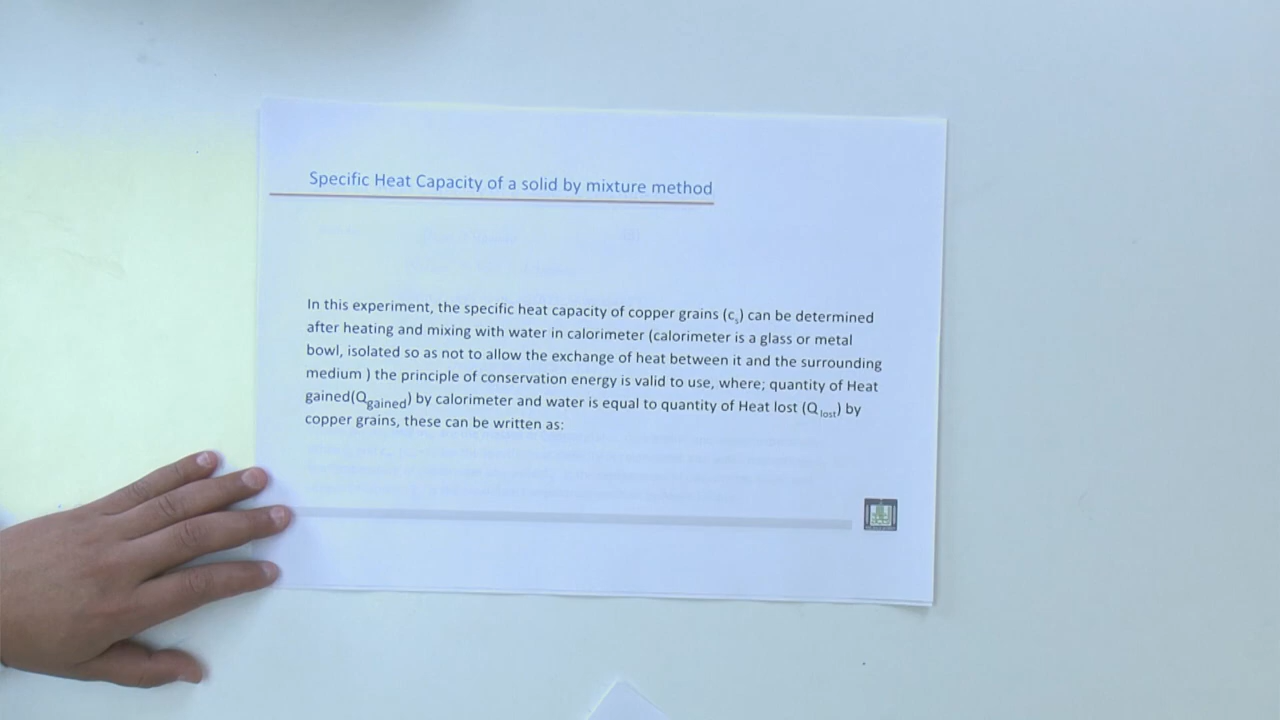 Specific Heat Capacity of a solid by mixture method
In this experiment, the specific heat capacity of copper grains (cs) can be determined
after heating and mixing with water in calorimeter (calorimeter is a glass or metal
bowl, isolated so as not to allow the exchange of heat between it and the surrounding
medium ) the principle of conservation energy is valid to use, where; quantity of Heat
gained(Qgained) by calorimeter and water is equal to quantity of Heat lost (Q lost) by
copper grains, these can be written as: